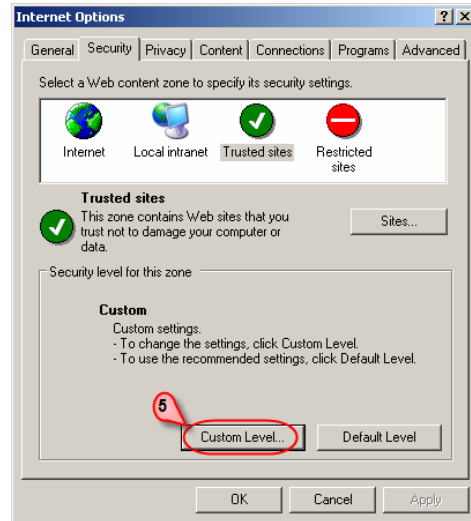 Internet Options
? X
General Security Privacy Content Connections Programs Advanced
Select a Web content zone to specify its security settings.
Internet Local intranet Trusted sites Restricted
sites
Trusted sites
This zone contains Web sites that you
trust not to damage your computer or
data.
Sites...
Security level for this zone
Custom
Custom settings.
- To change the settings, click Custom Level.
- To use the recommended settings, click Default Level.
5
Custom Level... Default Level
OK Cancel Apply